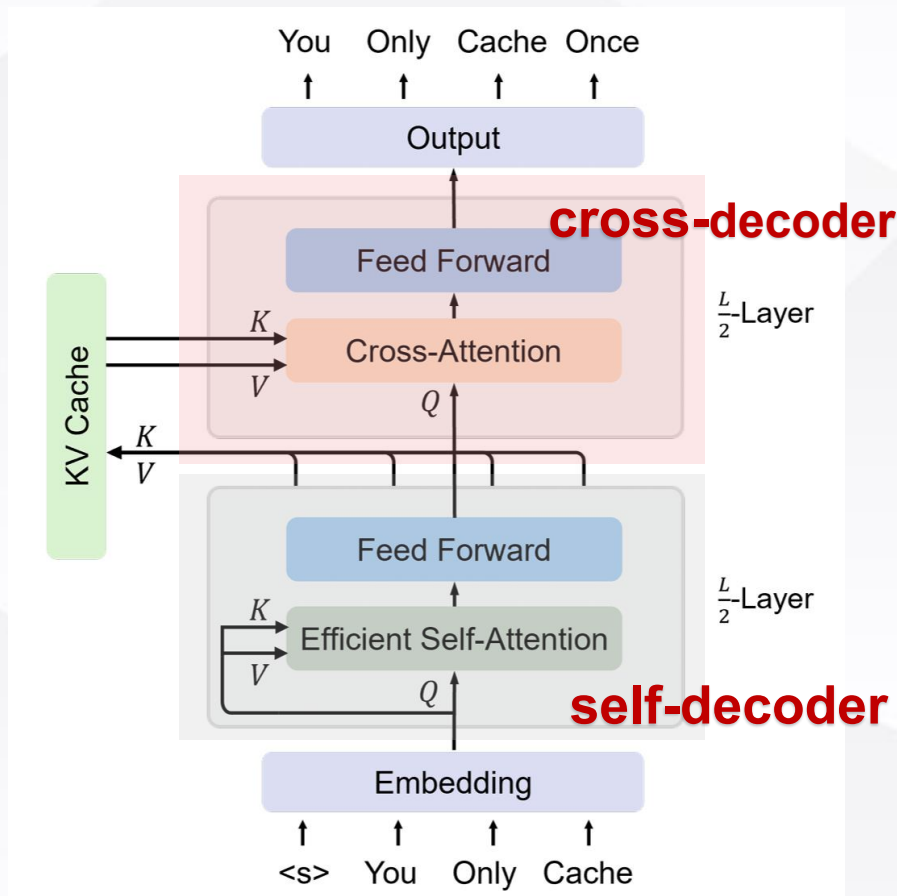 You Only Cache Once
Output
cross-decoder
Feed Forward
L/2-Layer
K
Cross-Attention
V
Q
KV Cache
K
V
Feed Forward
L/2-Layer
K
Efficient Self-Attention
V
Q
self-decoder
Embedding
<s> You Only Cache